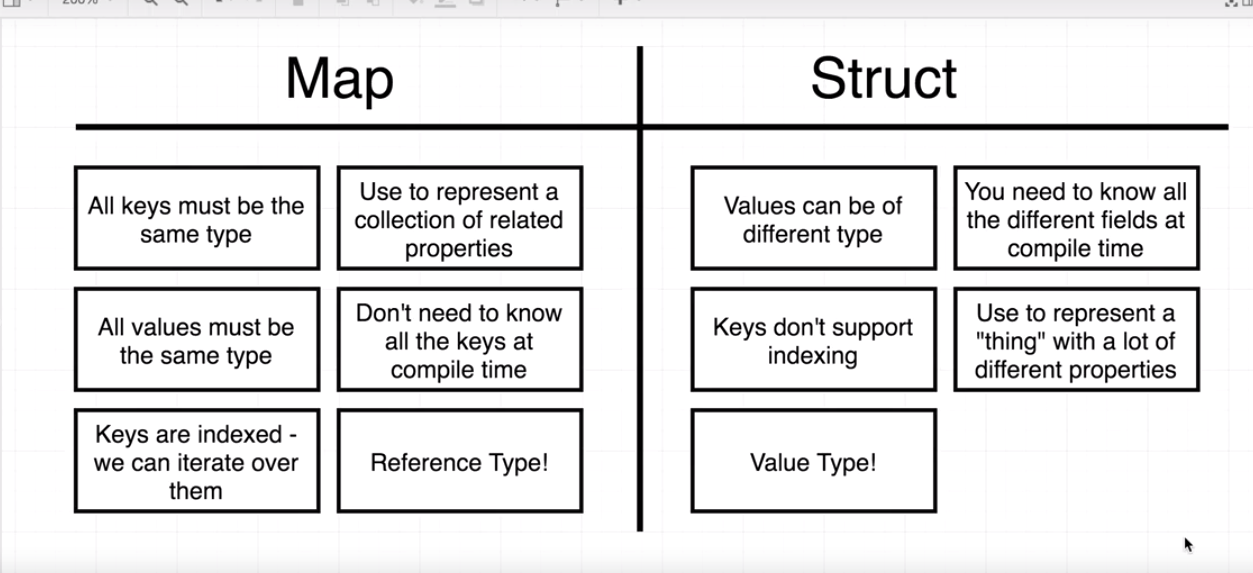 Map
Struct
All keys must be the
same type
Use to represent a
collection of related
properties
Values can be of
different type
You need to know all
the different fields at
compile time
All values must be
the same type
Don't need to know
all the keys at
compile time
Keys don't support
indexing
Use to represent a
"thing" with a lot of
different properties
Keys are indexed -
we can iterate over
them
Reference Type!
Value Type!